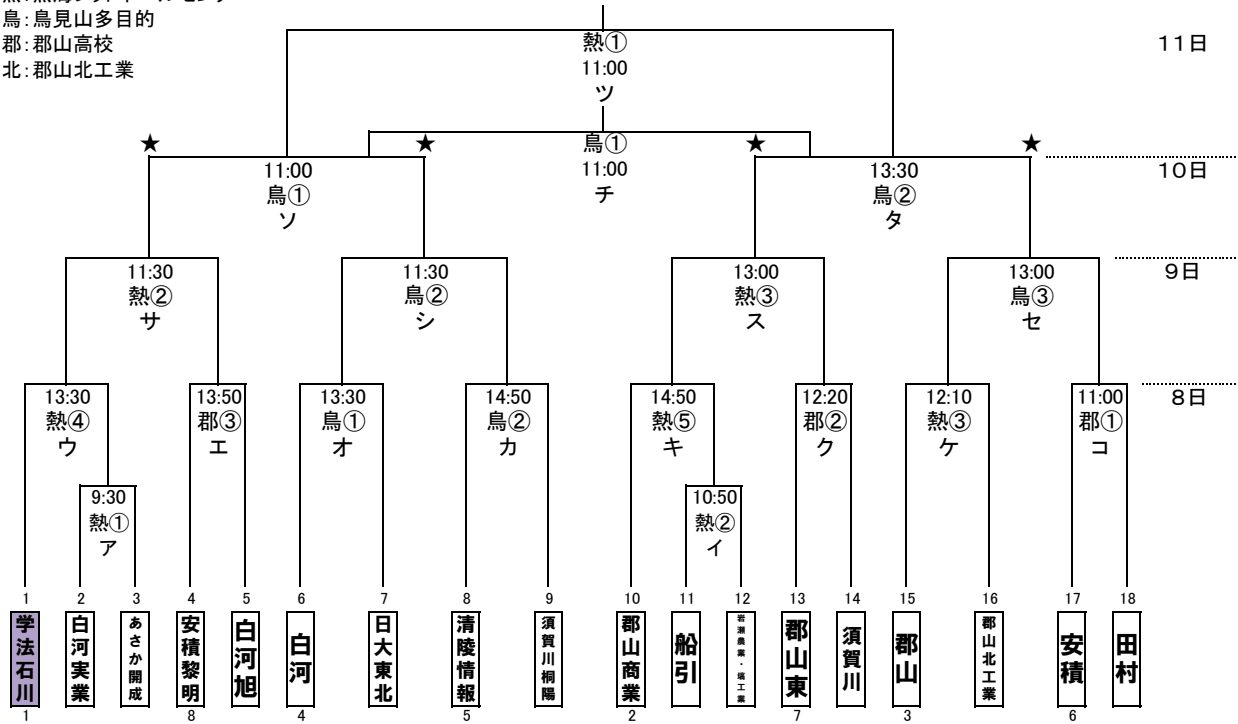 鳥:鳥見山多目的
郡:郡山高校
北:郡山北工業
熱①
11:00
ツ
11日
★ ★ ★ ★
鳥①
11:00
チ
11:00
鳥①
ソ
13:30
鳥②
タ
10日
11:30
熱②
サ
11:30
鳥②
シ
13:00
熱③
ス
13:00
鳥③
セ
9日
13:30
熱④
ウ
13:50
郡③
エ
13:30
鳥①
オ
14:50
鳥②
カ
14:50
熱⑤
キ
12:20
郡②
ク
12:10
熱③
ケ
11:00
郡①
コ
8日
9:30
熱①
ア
10:50
熱②
イ
1 2 3 4 5 6 7 8 9 10 11 12 13 14 15 16 17 18
学法石川
白河実業
あさか開成
安積黎明
白河旭
白河
日大東北
清陵情報
須賀川桐陽
郡山商業
船引
岩瀬農業・塙工業
郡山東
須賀川
郡山
郡山北工業
安積
田村
1 8 4 5 2 7 3 6